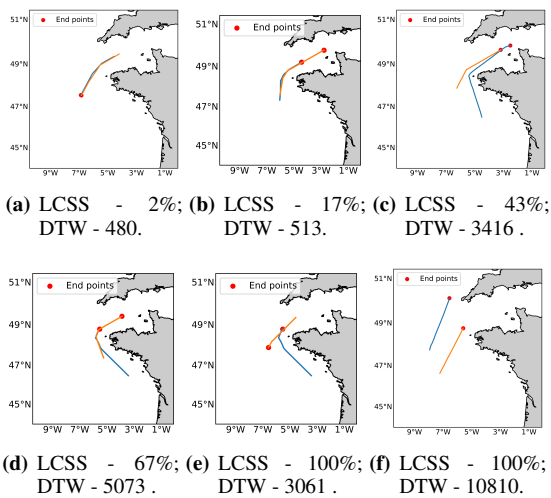 51°N
End points
49°N
47°N
45°N
9°W 7°W 5°W 3°W 1°W
51°N
End points
49°N
47°N
45°N
9°W 7°W 5°W 3°W 1°W
51°N
End points
49°N
47°N
45°N
9°W 7°W 5°W 3°W 1°W
(a) LCSS - 2%;
DTW - 480.
(b) LCSS - 17%;
DTW - 513.
(c) LCSS - 43%;
DTW - 3416 .
51°N
End points
49°N
47°N
45°N
9°W 7°W 5°W 3°W 1°W
51°N
End points
49°N
47°N
45°N
9°W 7°W 5°W 3°W 1°W
51°N
End points
49°N
47°N
45°N
9°W 7°W 5°W 3°W 1°W
(d) LCSS - 67%;
DTW - 5073 .
(e) LCSS - 100%;
DTW - 3061 .
(f) LCSS - 100%;
DTW - 10810.